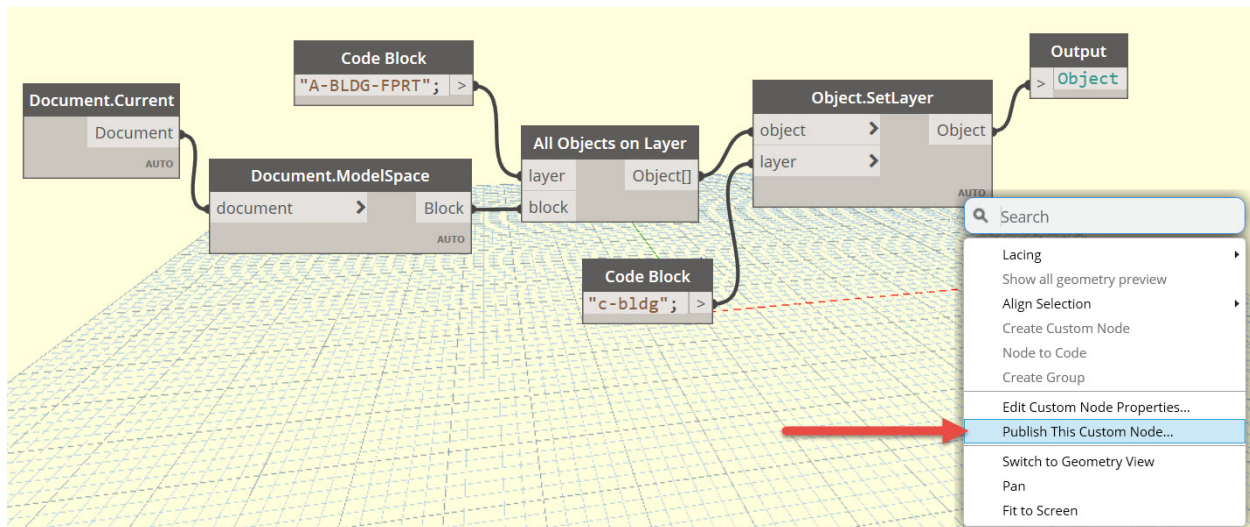 Code Block
"A-BLDG-FPRT"; >
Document.Current
Document
AUTO
Document.ModelSpace
document > Block
AUTO
All Objects on Layer
layer Object[]
block
Code Block
"c-bldg"; >
Object.SetLayer
object > Object
layer >
AUTO
Output
> Object
Search
Lacing
Show all geometry preview
Align Selection
Create Custom Node
Node to Code
Create Group
Edit Custom Node Properties...
Publish This Custom Node...
Switch to Geometry View
Pan
Fit to Screen